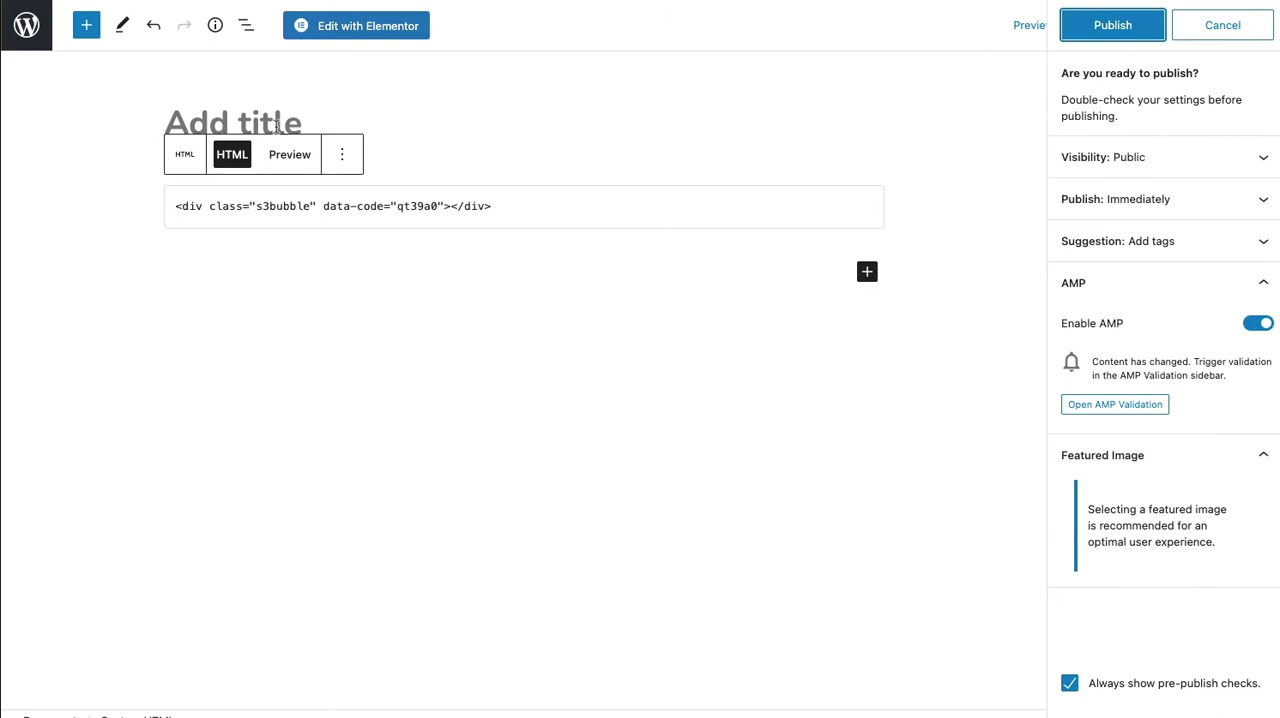 Edit with Elementor
Preview
Publish
Cancel
Add title
HTML
HTML
Preview
<div class="s3bubble" data-code="qt39a0"></div>
Are you ready to publish?
Double-check your settings before
publishing.
Visibility: Public
Publish: Immediately
Suggestion: Add tags
AMP
Enable AMP
Content has changed. Trigger validation
in the AMP Validation sidebar.
Open AMP Validation
Featured Image
Selecting a featured image
is recommended for an
optimal user experience.
Always show pre-publish checks.